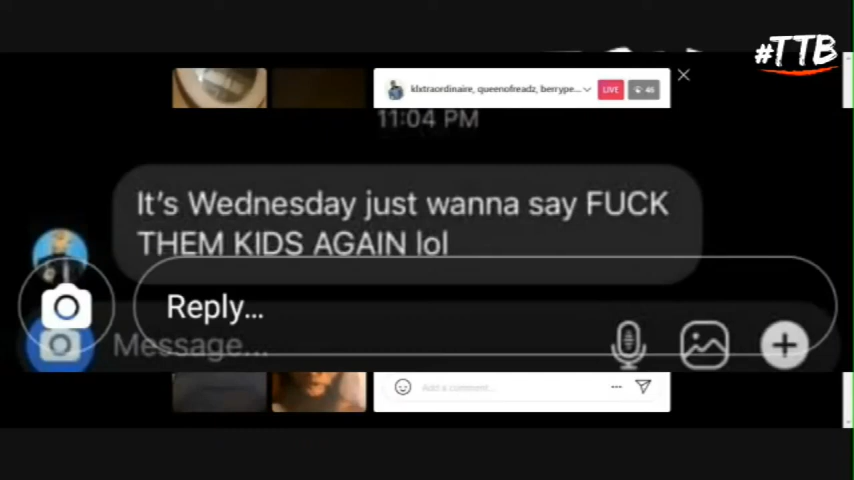 #TTB
klxtraordinaire, queenofreadz, berrype...
LIVE
46
11:04 PM
It's Wednesday just wanna say FUCK
THEM KIDS AGAIN lol
Reply...
Message...
Add a comment...